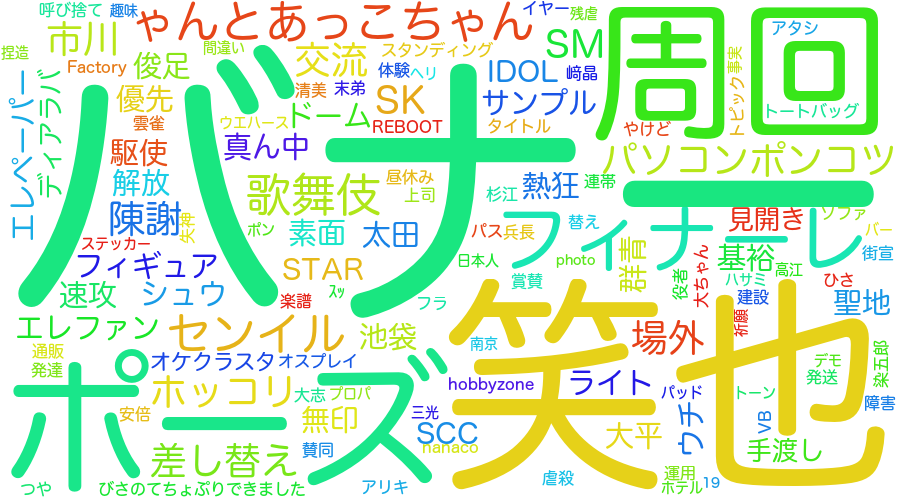 呼び捨て
趣味
ゃんとあっこちゃん
イヤー
残虐
アタシ
捏造
市川
間違い
交流
スタンディング
SM
周回
Factory
俊足
体験
ヘリ
IDOL
﨑晶
トピック
事実
エレペーパー
ディアラバ
優先
清美
末弟
SK
サンプル
トートバッグ
雲雀
ウエハース
ドーム
REBOOT
タイトル
やけど
バナー
駆使
真ん中
パソコンポンコツ
解放
歌舞伎
昼休み
上司
杉江
熱狂
連帯
陳謝
失神
ポン
素面
太田
パス
兵長
替え
見開き
ソファ
バー
ステッカー
フィナーレ
基裕
街宣
フィギュア
STAR
日本人
photo
群青
役者
大ちゃん
ハサミ
高江
ひさ
速攻
シュウ
楽譜
スッ
フラ
賞賛
建設
聖地
エレファン
センイル
池袋
笑
也
場外
祈願
通販
発達
オケクラスタ
オスプレイ
南京
デモ
発送
染五郎
ポーズ
ホッコリ
大志
プロパ
hobbyzone
ライト
パッド
トーン
障害
安倍
無印
三光
SCC
大平
ウチ
VB
差し替え
賛同
nanaco
手渡し
つや
びさのてちょぷりできました
アリキ
虐殺
運用
ホテル
19